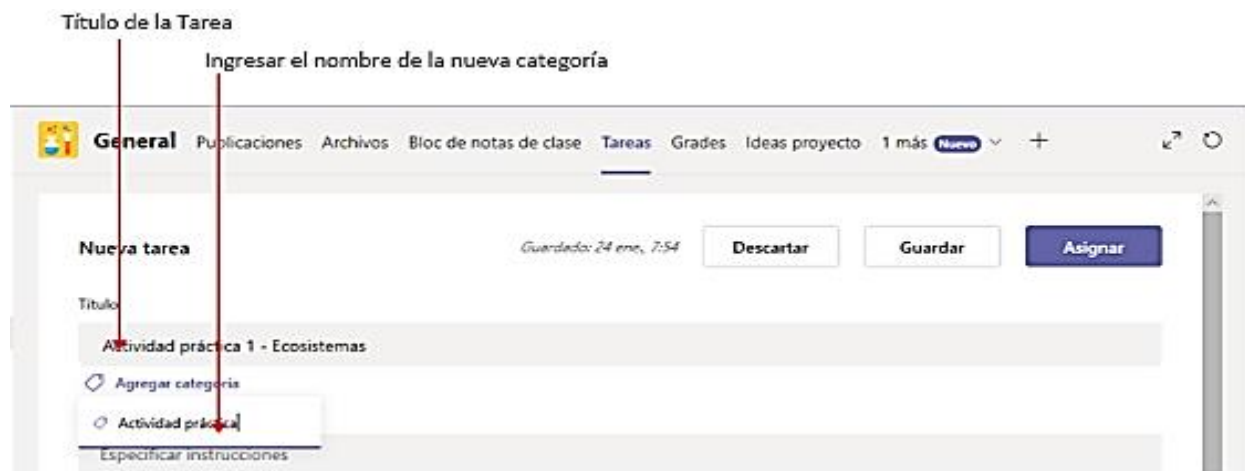 Título de la Tarea
Ingresar el nombre de la nueva categoría
General Publicaciones Archivos Bloc de notas de clase Tareas Grades Ideas proyecto 1 más Nuevo
Nueva tarea Guardado: 24 ene., 7:54 Descartar Guardar Asignar
Título
Actividad práctica 1 - Ecosistemas
Agregar categoría
Actividad práctica
Especificar instrucciones